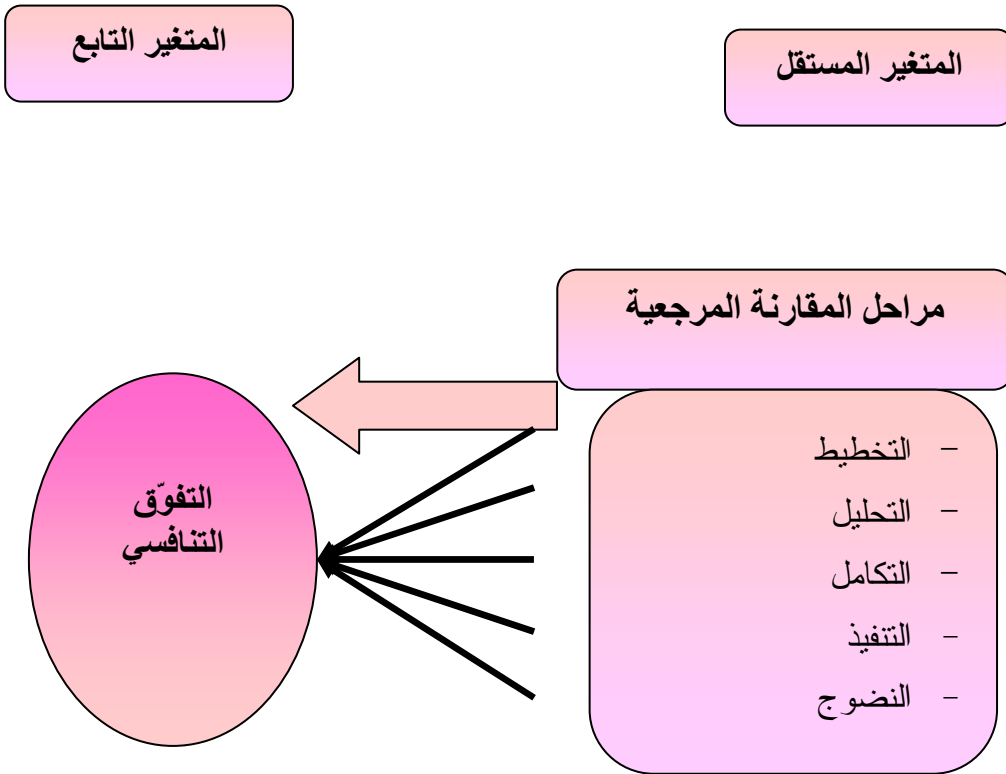 المتغير المستقل
المتغير التابع
مراحل المقارنة المرجعية
– التخطيط
– التحليل
– التكامل
– التنفيذ
– النضوج
التفوّق
التنافسي